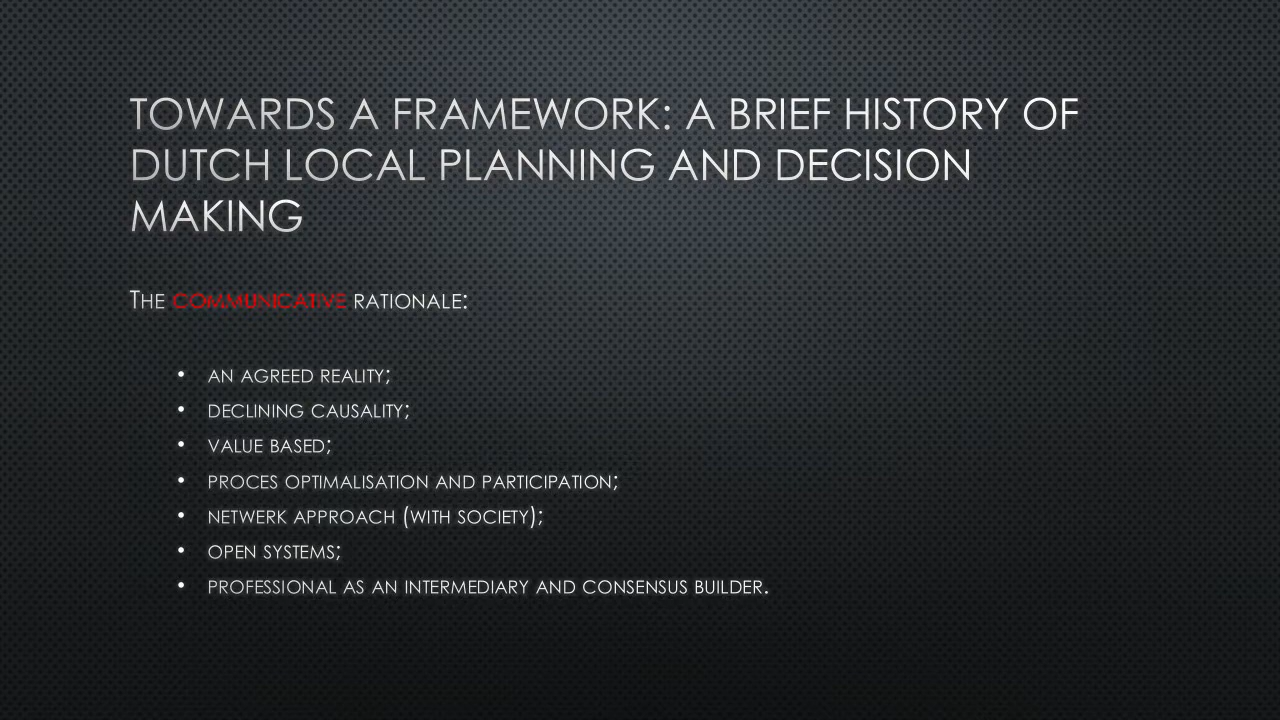 TOWARDS A FRAMEWORK: A BRIEF HISTORY OF
DUTCH LOCAL PLANNING AND DECISION
MAKING
THE COMMUNICATIVE RATIONALE:
• AN AGREED REALITY;
• DECLINING CAUSALITY;
• VALUE BASED;
• PROCES OPTIMALISATION AND PARTICIPATION;
• NETWERK APPROACH (WITH SOCIETY);
• OPEN SYSTEMS;
• PROFESSIONAL AS AN INTERMEDIARY AND CONSENSUS BUILDER.